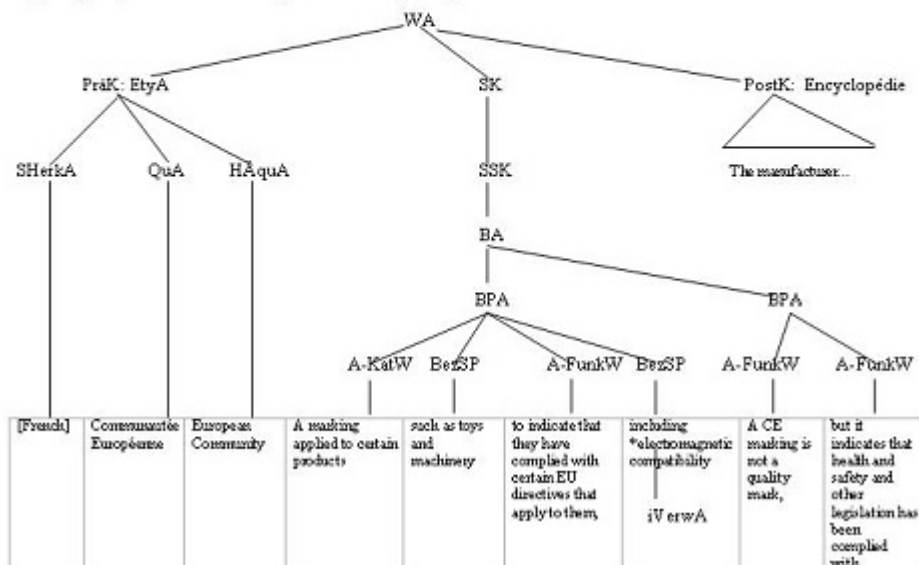 WA
PräK: EtyA SK PostK: Encyclopédie
SHerkA QuA HÄquA SSK The manufacturer...
BA
BPA BPA
A-KatW BezSP A-FunkW BezSP A-FunkW A-FunkW
[French]
Communautée
Européenne
European
Community
A marking
applied to certain
products
such as toys
and
machinery
to indicate that
they have
complied with
certain EU
directives that
apply to them,
including
*electromagnetic
compatibility
iVerwA
A CE
marking is
not a
quality
mark,
but it
indicates that
health and
safety and
other
legislation has
been
complied